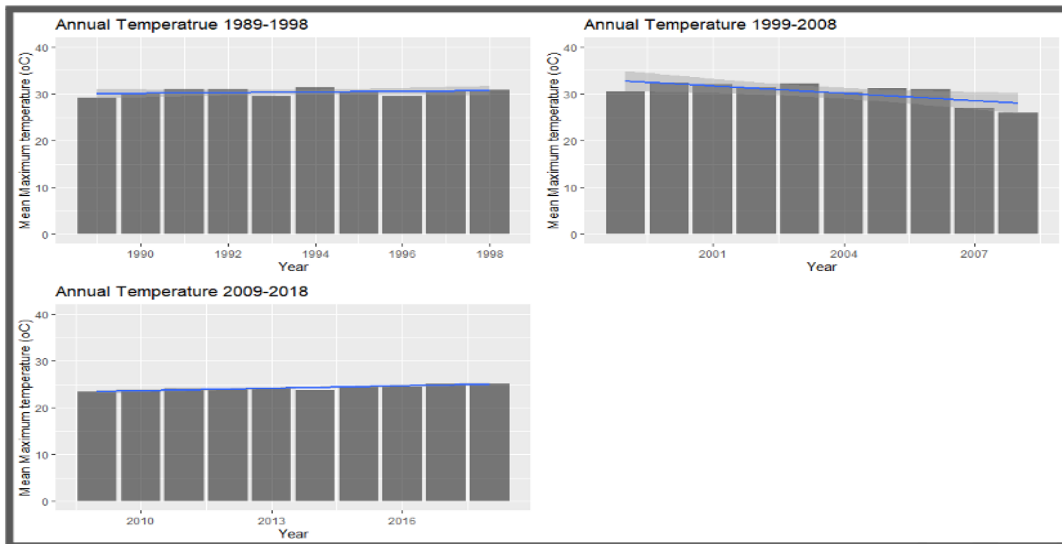 Annual Temperatrue 1989-1998
Mean Maximum temperature (oC)
40
30
20
10
0
1990 1992 1994 1996 1998
Year
Annual Temperature 1999-2008
Mean Maximum temperature (oC)
40
30
20
10
0
2001 2004 2007
Year
Annual Temperature 2009-2018
Mean Maximum temperature (oC)
40
30
20
10
0
2010 2013 2016
Year